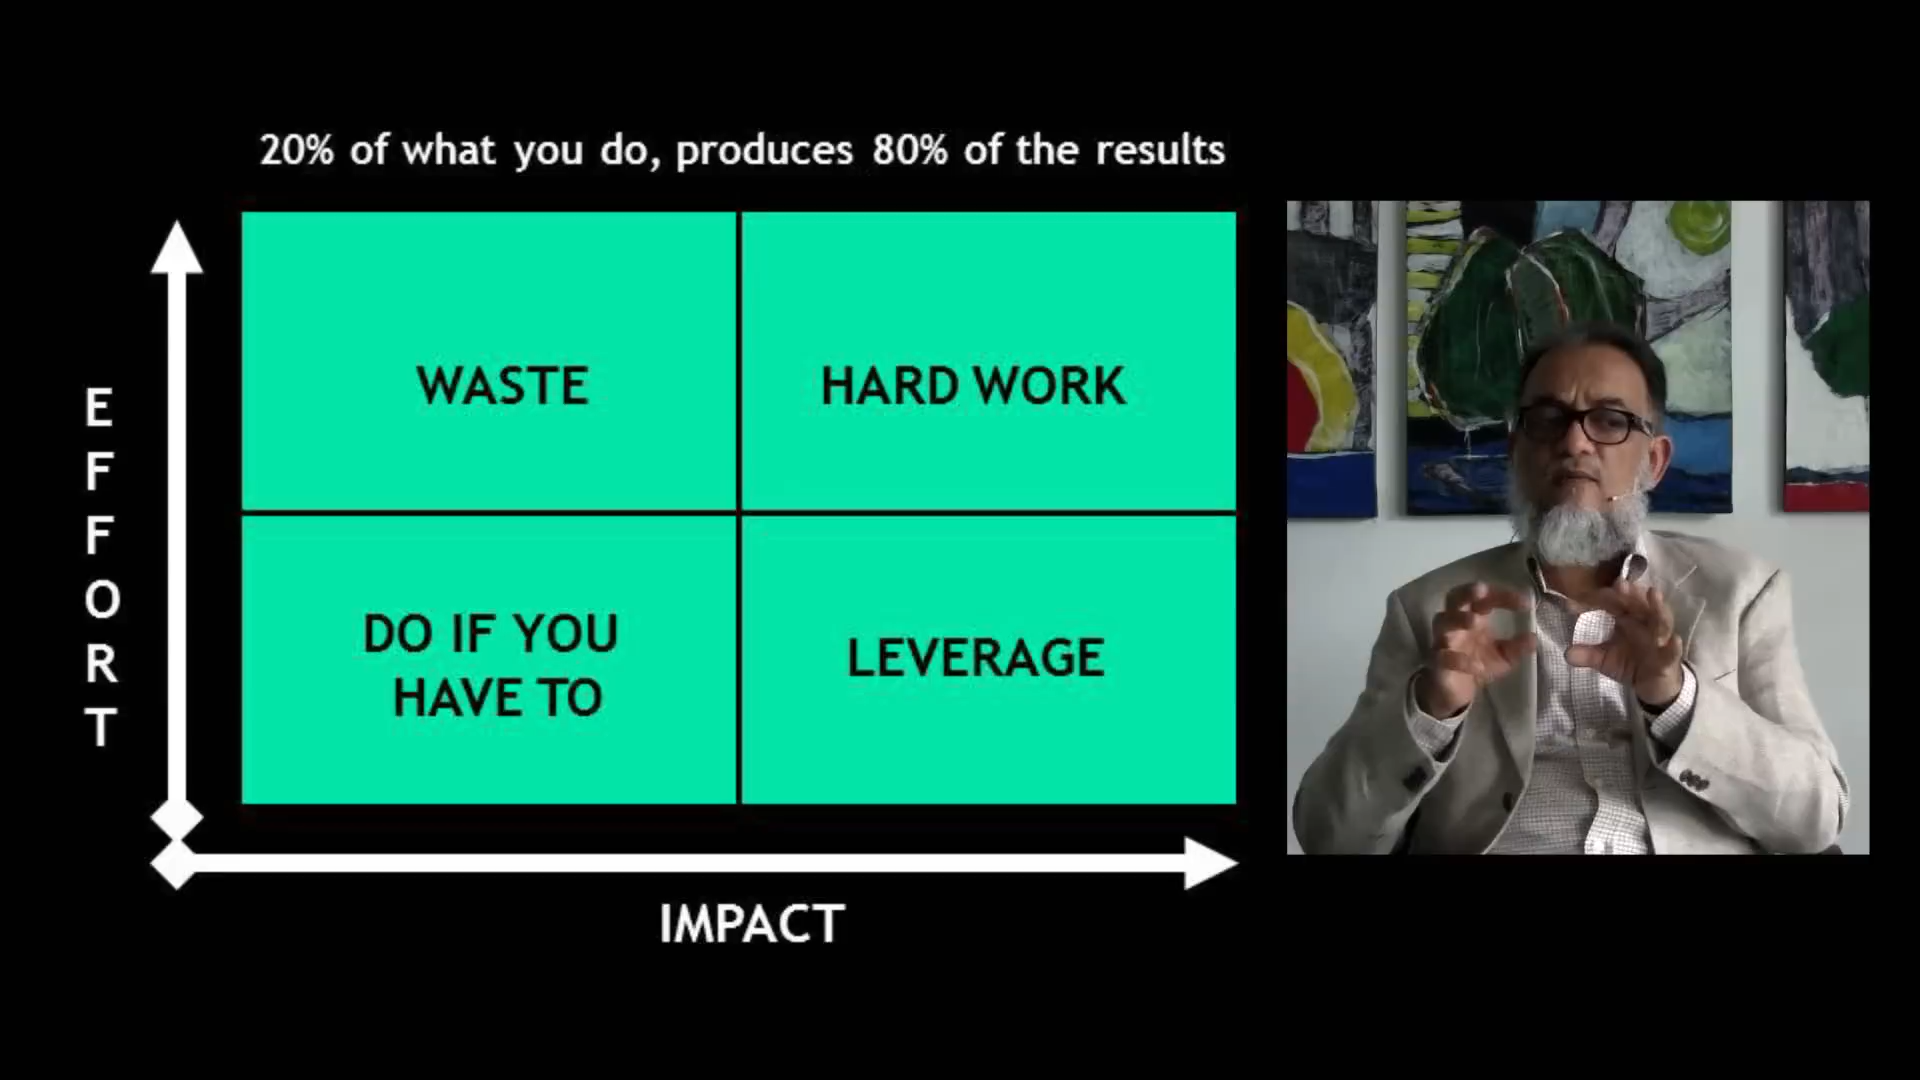 20% of what you do, produces 80% of the results
EFFORT
WASTE
HARD WORK
DO IF YOU
HAVE TO
LEVERAGE
IMPACT